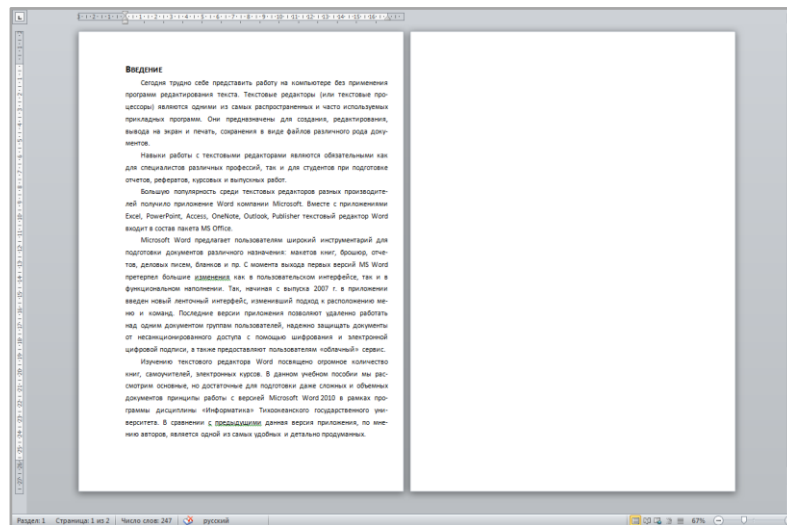 Введение
Сегодня трудно себе представить работу на компьютере без применения
программ редактирования текста. Текстовые редакторы (или текстовые про-
цессоры) являются одними из самых распространенных и часто используемых
прикладных программ. Они предназначены для создания, редактирования,
вывода на экран и печать, сохранения в виде файлов различного рода доку-
ментов.
Навыки работы с текстовыми редакторами являются обязательными как
для специалистов различных профессий, так и для студентов при подготовке
отчетов, рефератов, курсовых и выпускных работ.
Большую популярность среди текстовых редакторов разных производите-
лей получило приложение Word компании Microsoft. Вместе с приложениями
Excel, PowerPoint, Access, OneNote, Outlook, Publisher текстовый редактор Word
входит в состав пакета MS Office.
Microsoft Word предлагает пользователям широкий инструментарий для
подготовки документов различного назначения: макетов книг, брошюр, отче-
тов, деловых писем, бланков и пр. С момента выхода первых версий MS Word
претерпел большие изменения как в пользовательском интерфейсе, так и в
функциональном наполнении. Так, начиная с выпуска 2007 г. в приложении
введен новый ленточный интерфейс, изменивший подход к расположению ме-
ню и команд. Последние версии приложения позволяют удаленно работать
над одним документом группам пользователей, надежно защищать документы
от несанкционированного доступа с помощью шифрования и электронной
цифровой подписи, а также предоставляют пользователям «облачный» сервис.
Изучению текстового редактора Word посвящено огромное количество
книг, самоучителей, электронных курсов. В данном учебном пособии мы рас-
смотрим основные, но достаточные для подготовки даже сложных и объемных
документов принципы работы с версией Microsoft Word 2010 в рамках про-
граммы дисциплины «Информатика» Тихоокеанского государственного уни-
верситета. В сравнении с предыдущими данная версия приложения, по мне-
нию авторов, является одной из самых удобных и детально продуманных.
Раздел: 1 Страница: 1 из 2 Число слов: 247 русский 67%